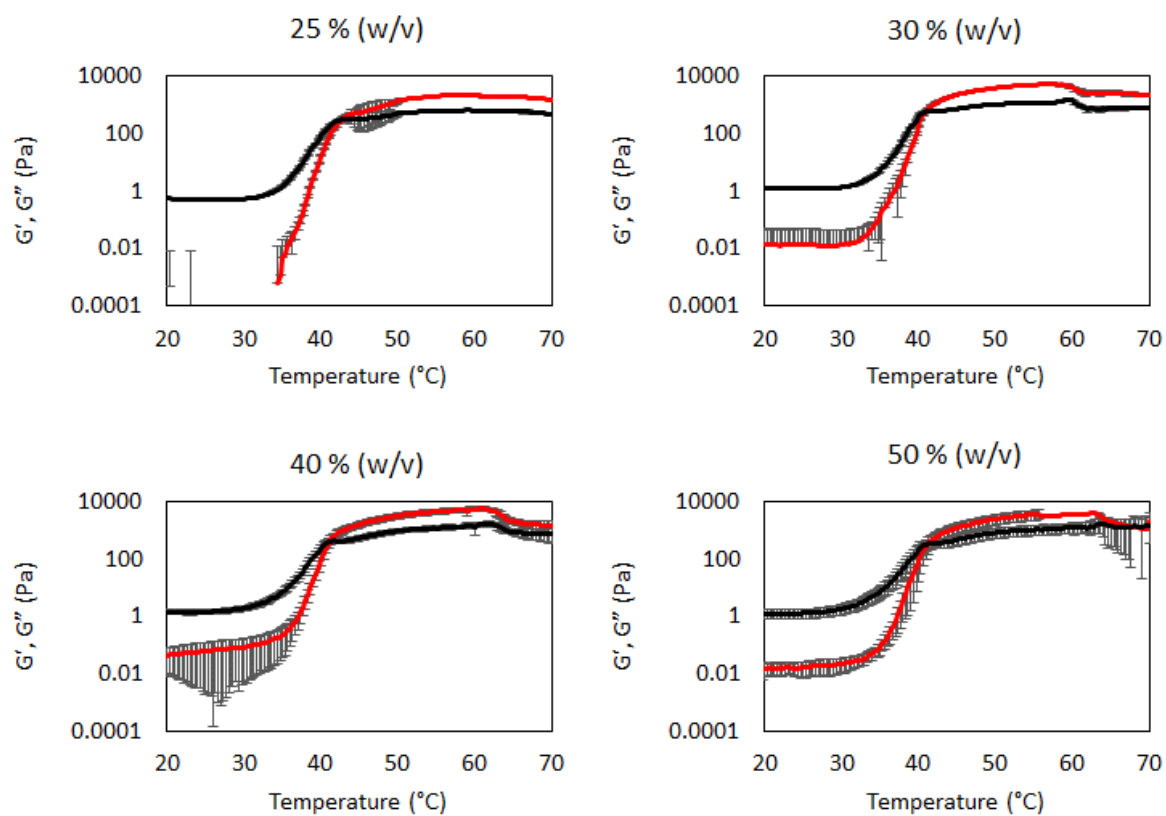 25 % (w/v)
10000
100
1
0.01
0.0001
G′, G″ (Pa)
20 30 40 50 60 70
Temperature (°C)
30 % (w/v)
10000
100
1
0.01
0.0001
G′, G″ (Pa)
20 30 40 50 60 70
Temperature (°C)
40 % (w/v)
10000
100
1
0.01
0.0001
G′, G″ (Pa)
20 30 40 50 60 70
Temperature (°C)
50 % (w/v)
10000
100
1
0.01
0.0001
G′, G″ (Pa)
20 30 40 50 60 70
Temperature (°C)